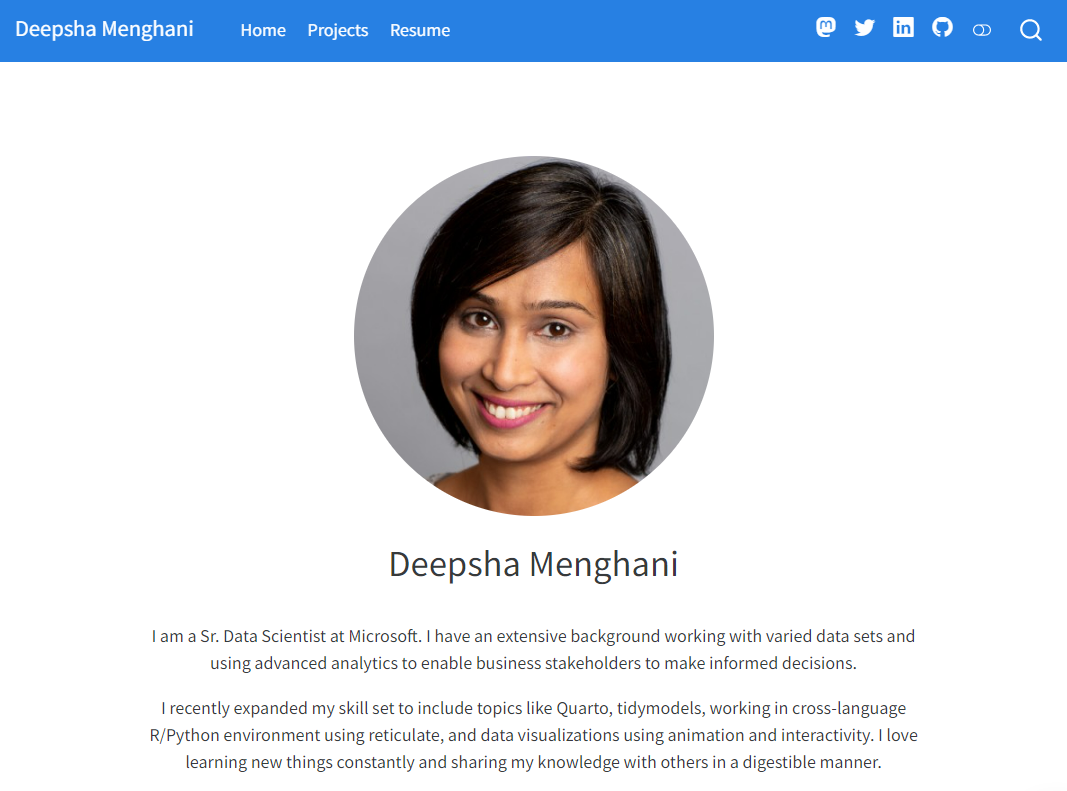 Deepsha Menghani Home Projects Resume
Deepsha Menghani
I am a Sr. Data Scientist at Microsoft. I have an extensive background working with varied data sets and
using advanced analytics to enable business stakeholders to make informed decisions.
I recently expanded my skill set to include topics like Quarto, tidymodels, working in cross-language
R/Python environment using reticulate, and data visualizations using animation and interactivity. I love
learning new things constantly and sharing my knowledge with others in a digestible manner.